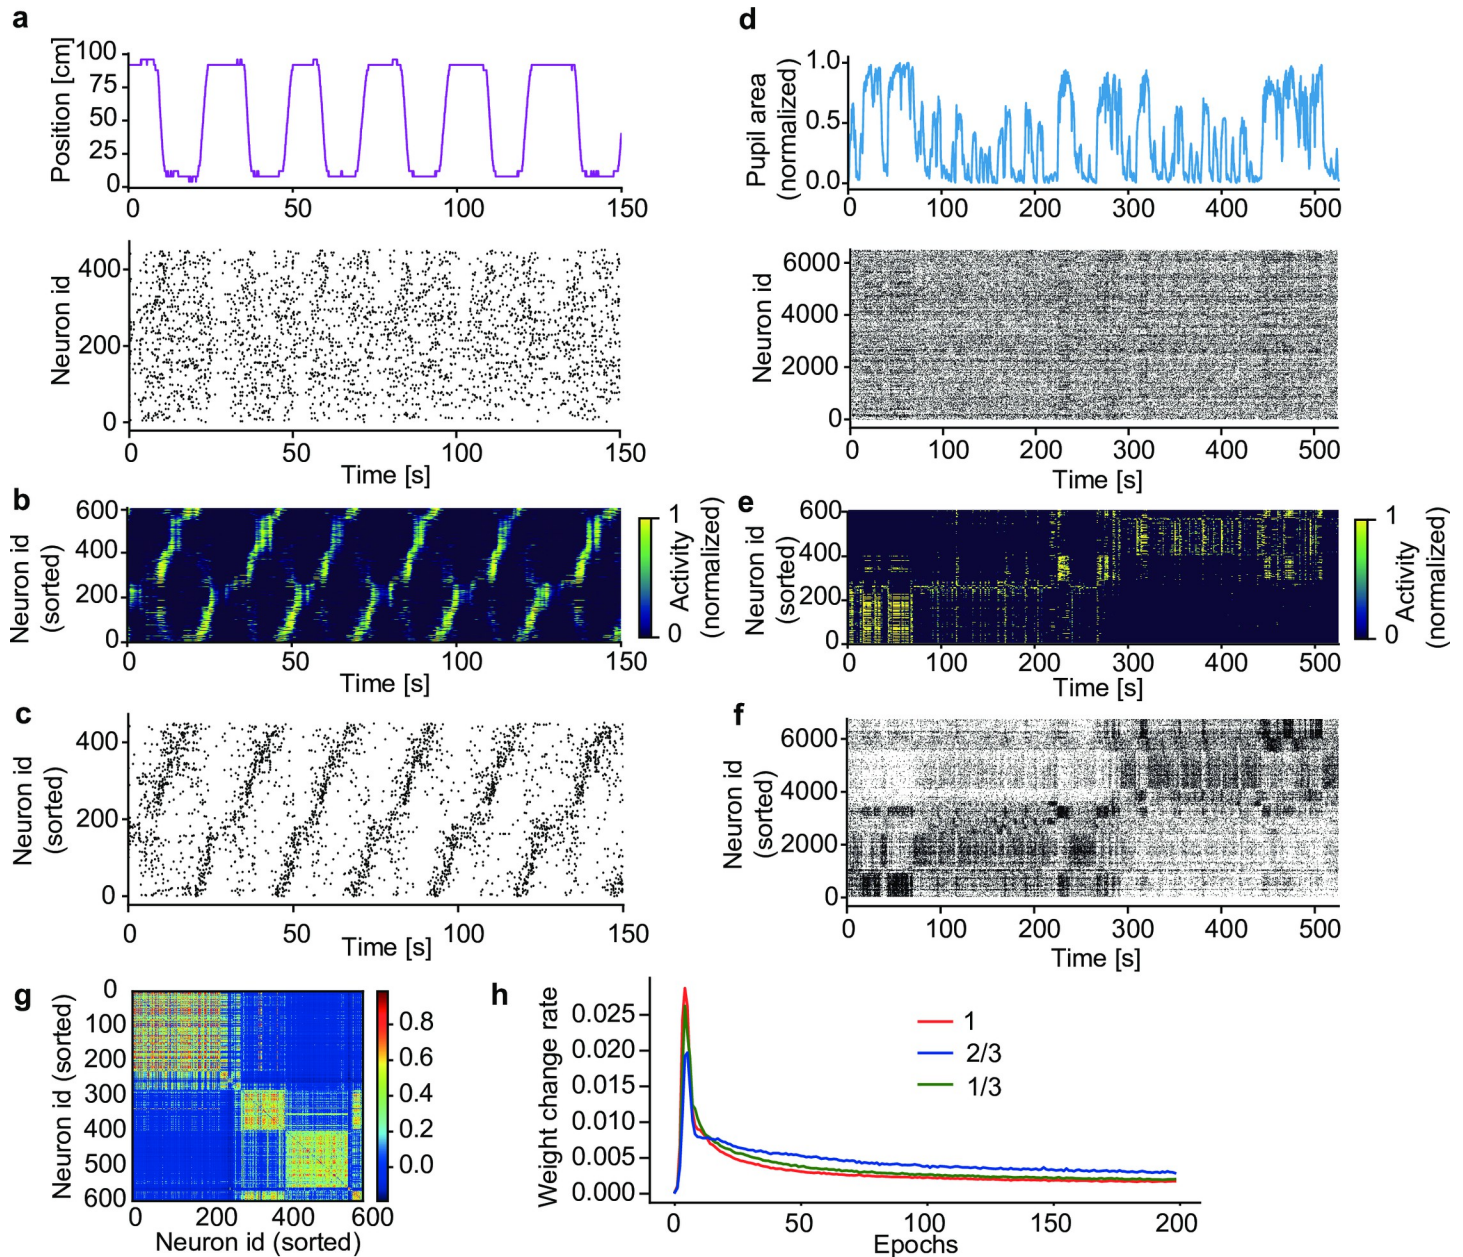 a
Position [cm]
100
75
50
25
0
0 50 100 150
Neuron id
400
200
0
0 50 100 150
Time [s]
b
Neuron id
(sorted)
600
400
200
0
0 50 100 150
Time [s]
1
0
Activity
(normalized)
c
Neuron id
(sorted)
400
200
0
0 50 100 150
Time [s]
d
Pupil area
(normalized)
1.0
0.5
0.0
0 100 200 300 400 500
Neuron id
6000
4000
2000
0
0 100 200 300 400 500
Time [s]
e
Neuron id
(sorted)
600
400
200
0
0 100 200 300 400 500
Time [s]
1
0
Activity
(normalized)
f
Neuron id
(sorted)
6000
4000
2000
0
0 100 200 300 400 500
Time [s]
g
Neuron id (sorted)
0
100
200
300
400
500
600
0 200 400 600
Neuron id (sorted)
0.8
0.6
0.4
0.2
0.0
h
Weight change rate
0.025
0.020
0.015
0.010
0.005
0.000
0 50 100 150 200
Epochs
1
2/3
1/3